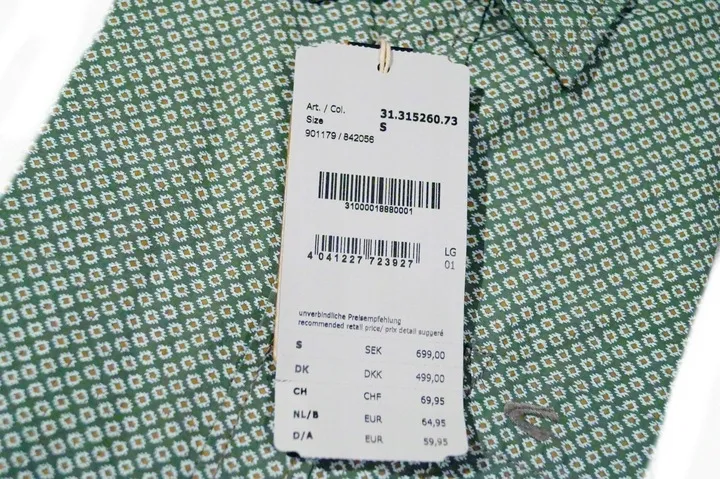 Art. / Col. 31.315260.73
Size S
901179 / 842056
31000018880001
4 041227 723927
LG
01
unverbindliche Preisempfehlung
recommended retail price/ prix detail suggeré
S SEK 699,00
DK DKK 499,00
CH CHF 69,95
NL/B EUR 64,95
D/A EUR 59,95